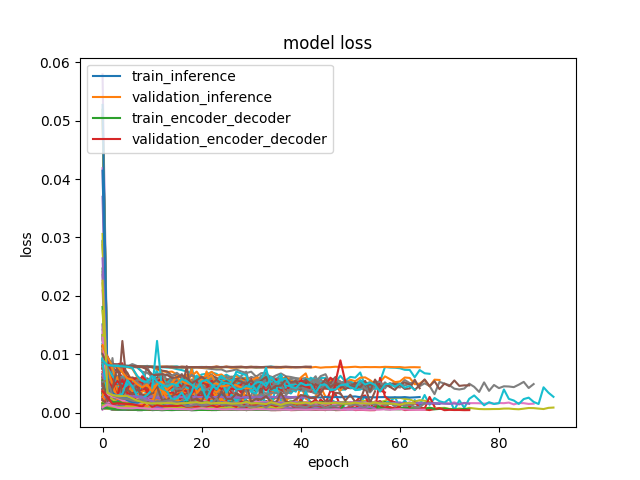 model loss
train_inference
validation_inference
train_encoder_decoder
validation_encoder_decoder
0.06
0.05
0.04
0.03
0.02
0.01
0.00
loss
0 20 40 60 80
epoch